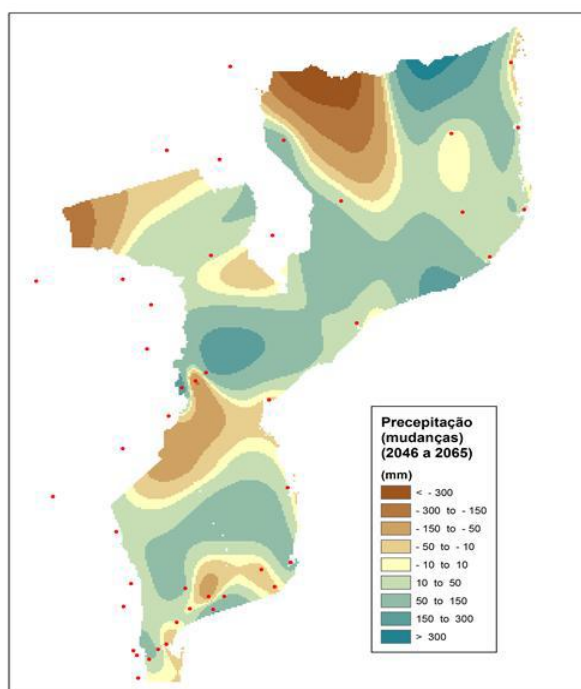 Precepitação
(mudanças)
(2046 a 2065)
(mm)
< - 300
- 300 to - 150
- 150 to - 50
- 50 to - 10
- 10 to 10
10 to 50
50 to 150
150 to 300
> 300